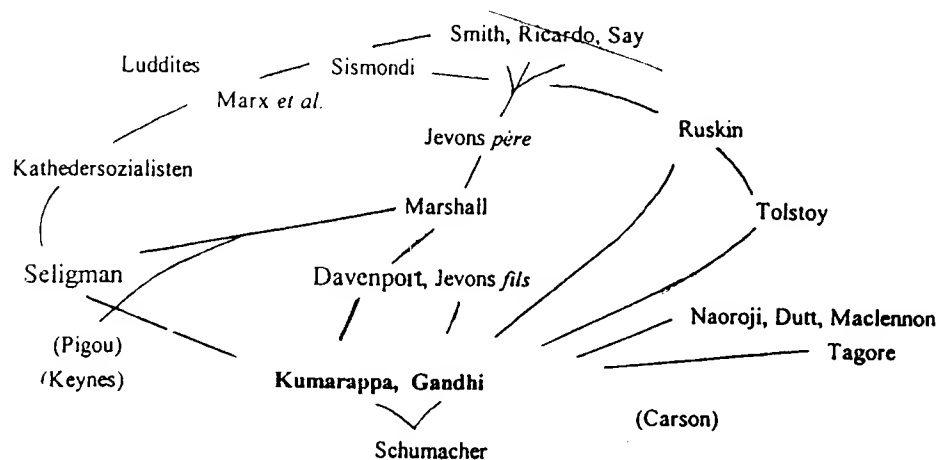 Smith, Ricardo, Say
Luddites
Sismondi
Marx et al.
Jevons père
Ruskin
Kathedersozialisten
Marshall
Tolstoy
Seligman
Davenport, Jevons fils
Naoroji, Dutt, Maclennon
(Pigou)
Tagore
(Keynes)
Kumarappa, Gandhi
(Carson)
Schumacher